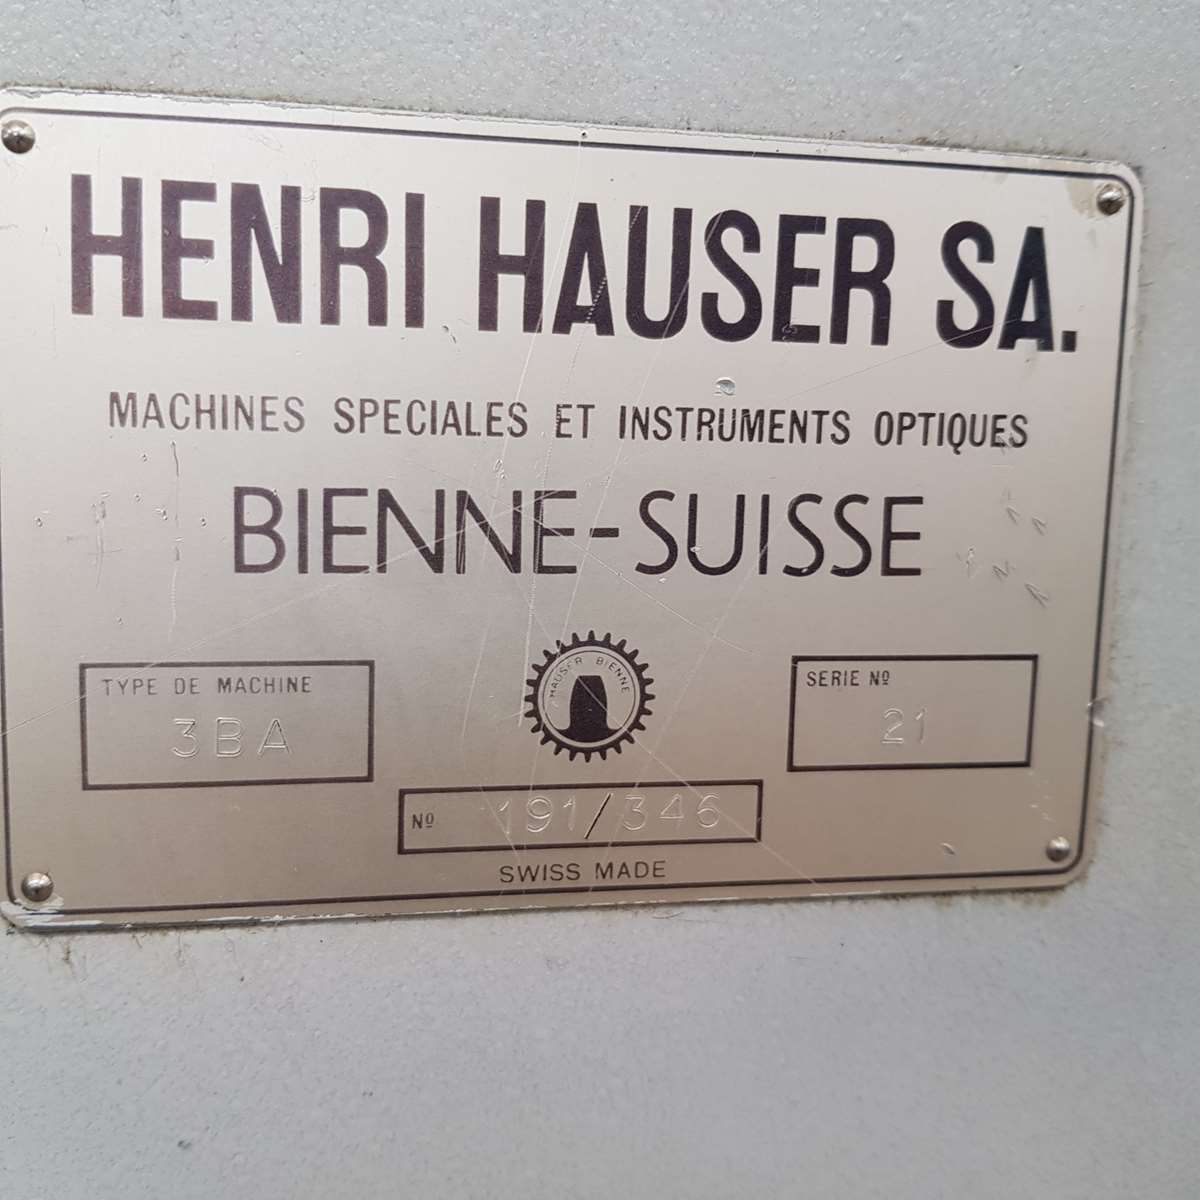 HENRI HAUSER SA.
MACHINES SPECIALES ET INSTRUMENTS OPTIQUES
BIENNE-SUISSE
HAUSER BIENNE
TYPE DE MACHINE
3BA
SERIE Nº
21
Nº 191/346
SWISS MADE